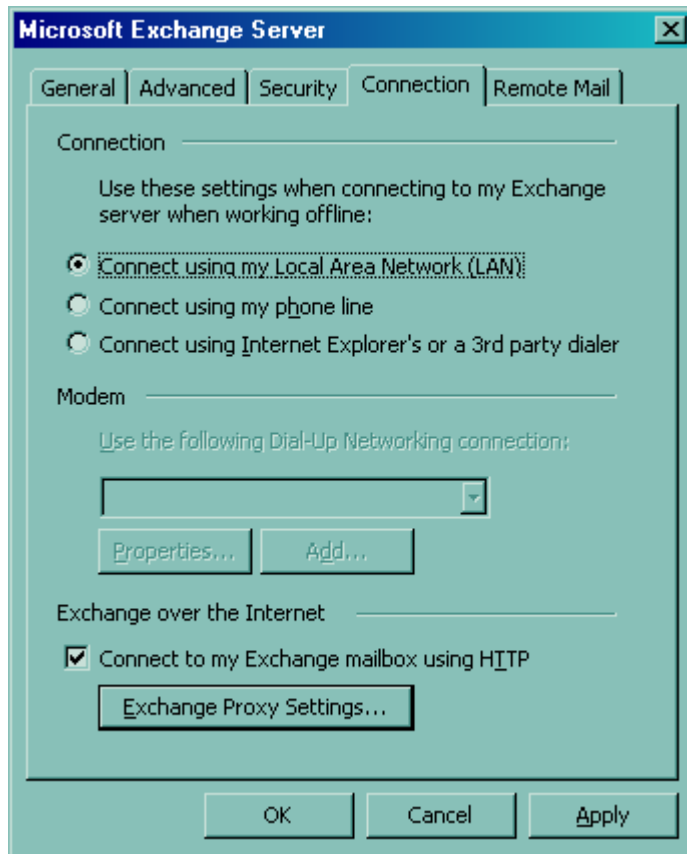 Microsoft Exchange Server
General Advanced Security Connection Remote Mail
Connection
Use these settings when connecting to my Exchange
server when working offline:
Connect using my Local Area Network (LAN)
Connect using my phone line
Connect using Internet Explorer's or a 3rd party dialer
Modem
Use the following Dial-Up Networking connection:
Properties... Add...
Exchange over the Internet
Connect to my Exchange mailbox using HTTP
Exchange Proxy Settings...
OK Cancel Apply